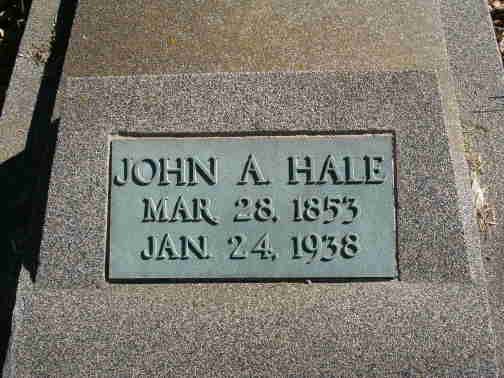 JOHN A. HALE
MAR. 28, 1853
JAN. 24, 1938